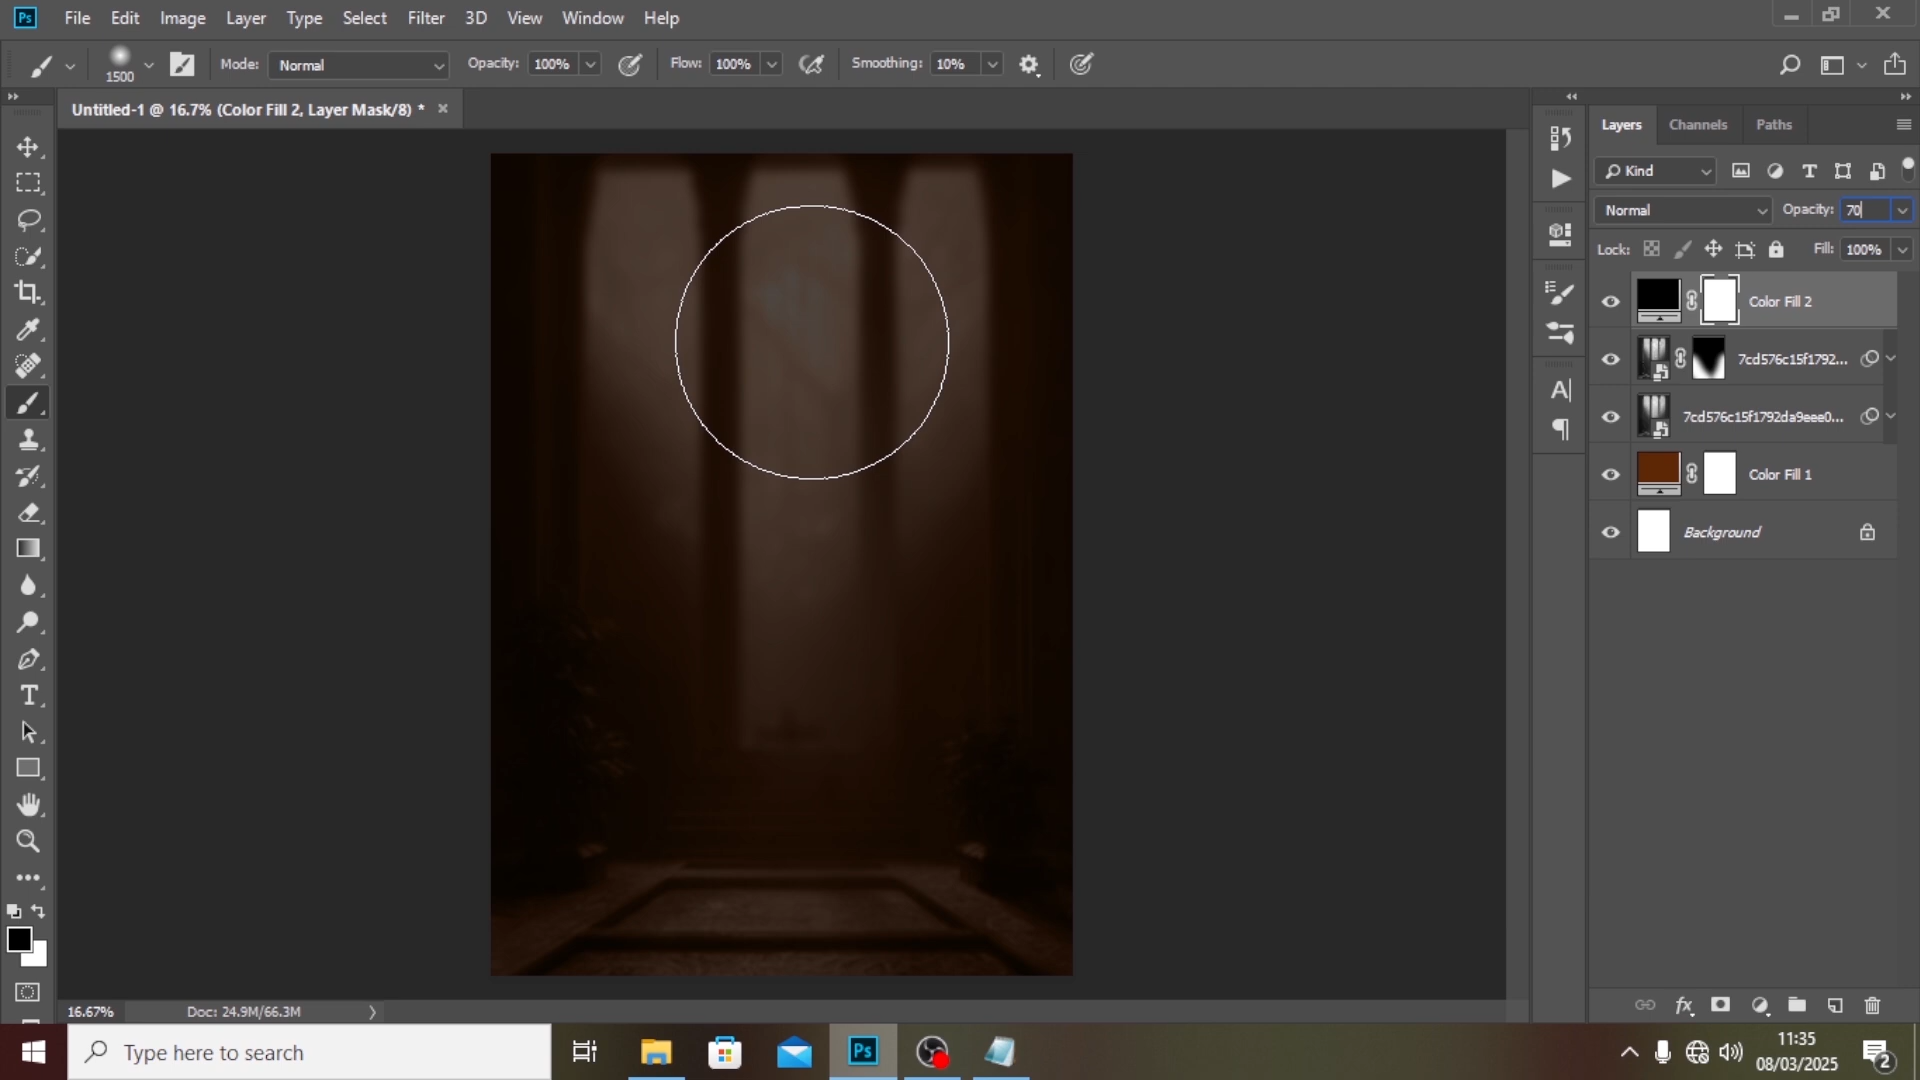 Ps File Edit Image Layer Type Select Filter 3D View Window Help
1500 Mode: Normal Opacity: 100% Flow: 100% Smoothing: 10%
Untitled-1 @ 16.7% (Color Fill 2, Layer Mask/8) *
Layers Channels Paths
Kind
Normal Opacity: 70
Lock: Fill: 100%
Color Fill 2
7cd576c15f1792...
7cd576c15f1792da9eee0...
Color Fill 1
Background
16.67% Doc: 24.9M/66.3M
Type here to search
Ps
11:35
08/03/2025
2